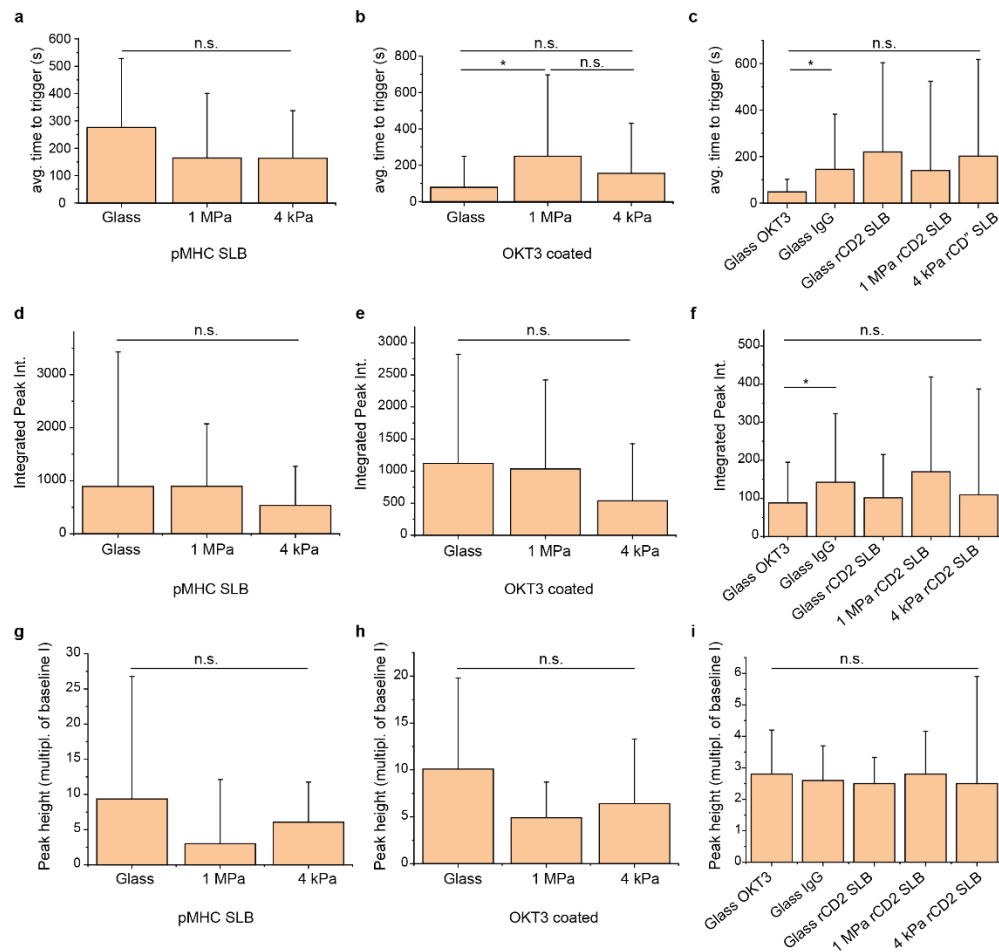 a
avg. time to trigger (s)
600
500
400
300
200
100
0
n.s.
Glass
1 MPa
4 kPa
pMHC SLB
b
avg. time to trigger (s)
800
600
400
200
0
n.s.
*
n.s.
Glass
1 MPa
4 kPa
OKT3 coated
c
avg. time to trigger (s)
600
400
200
0
n.s.
*
Glass OKT3
Glass IgG
Glass rCD2 SLB
1 MPa rCD2 SLB
4 kPa rCD" SLB
d
Integrated Peak Int.
3000
2000
1000
0
n.s.
Glass
1 MPa
4 kPa
pMHC SLB
e
Integrated Peak Int.
3000
2500
2000
1500
1000
500
0
n.s.
Glass
1 MPa
4 kPa
OKT3 coated
f
Integrated Peak Int.
500
400
300
200
100
0
n.s.
*
Glass OKT3
Glass IgG
Glass rCD2 SLB
1 MPa rCD2 SLB
4 kPa rCD2 SLB
g
Peak height (multipl. of baseline I)
30
25
20
15
10
5
0
n.s.
Glass
1 MPa
4 kPa
pMHC SLB
h
Peak height (multipl. of baseline I)
20
15
10
5
0
n.s.
Glass
1 MPa
4 kPa
OKT3 coated
i
Peak height (multipl. of baseline I)
6
5
4
3
2
1
0
n.s.
Glass OKT3
Glass IgG
Glass rCD2 SLB
1 MPa rCD2 SLB
4 kPa rCD2 SLB